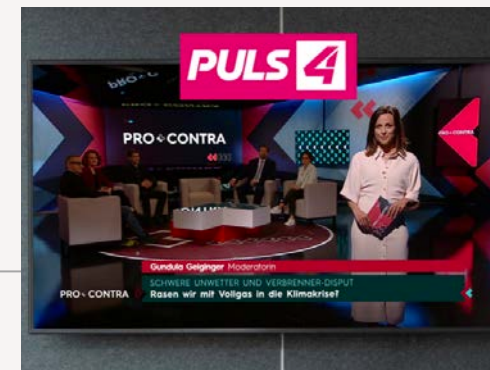 PULS 4
PRO CONTRA
PRO CONTRA
Gundula Geiginger Moderatorin
SCHWERE UNWETTER UND VERBRENNER-DISPUT
PRO CONTRA
Rasen wir mit Vollgas in die Klimakrise?